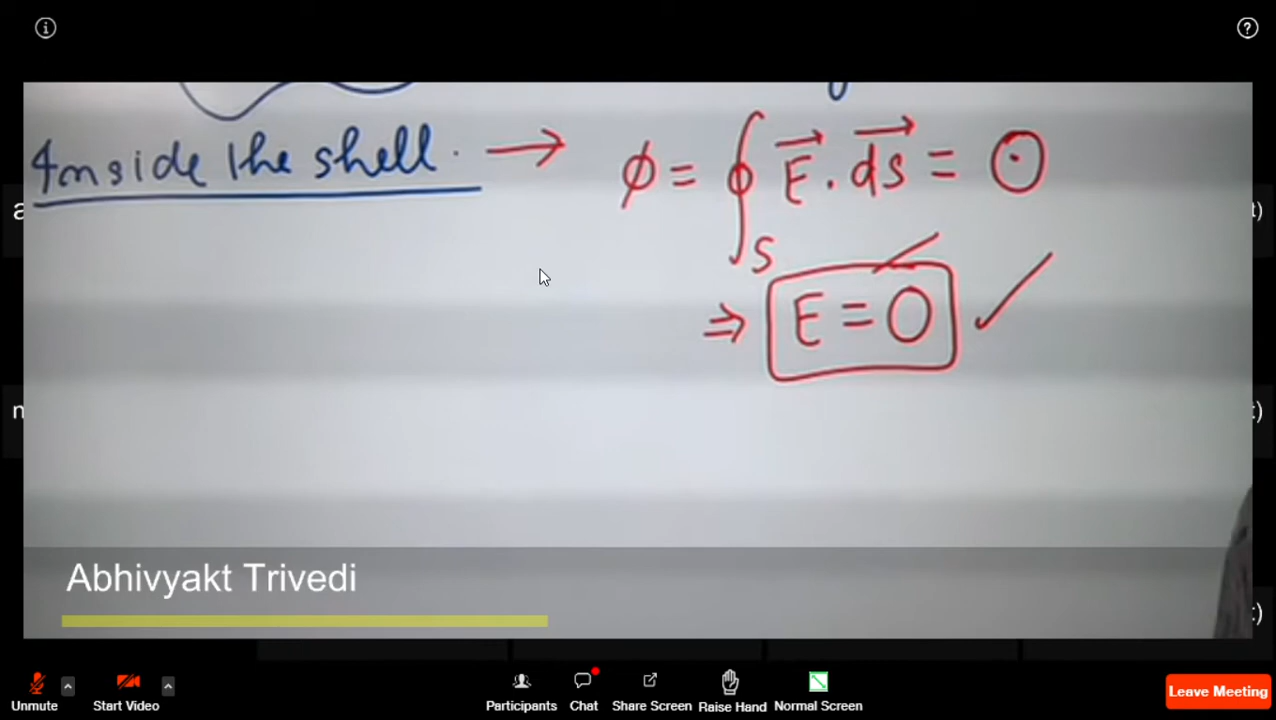 Inside the shell. → ϕ = ∮ₛ E⃗ . ds⃗ = 0
⇒ E = 0 ✓
Abhivyakt Trivedi
Unmute
Start Video
Participants
Chat
Share Screen
Raise Hand
Normal Screen
Leave Meeting